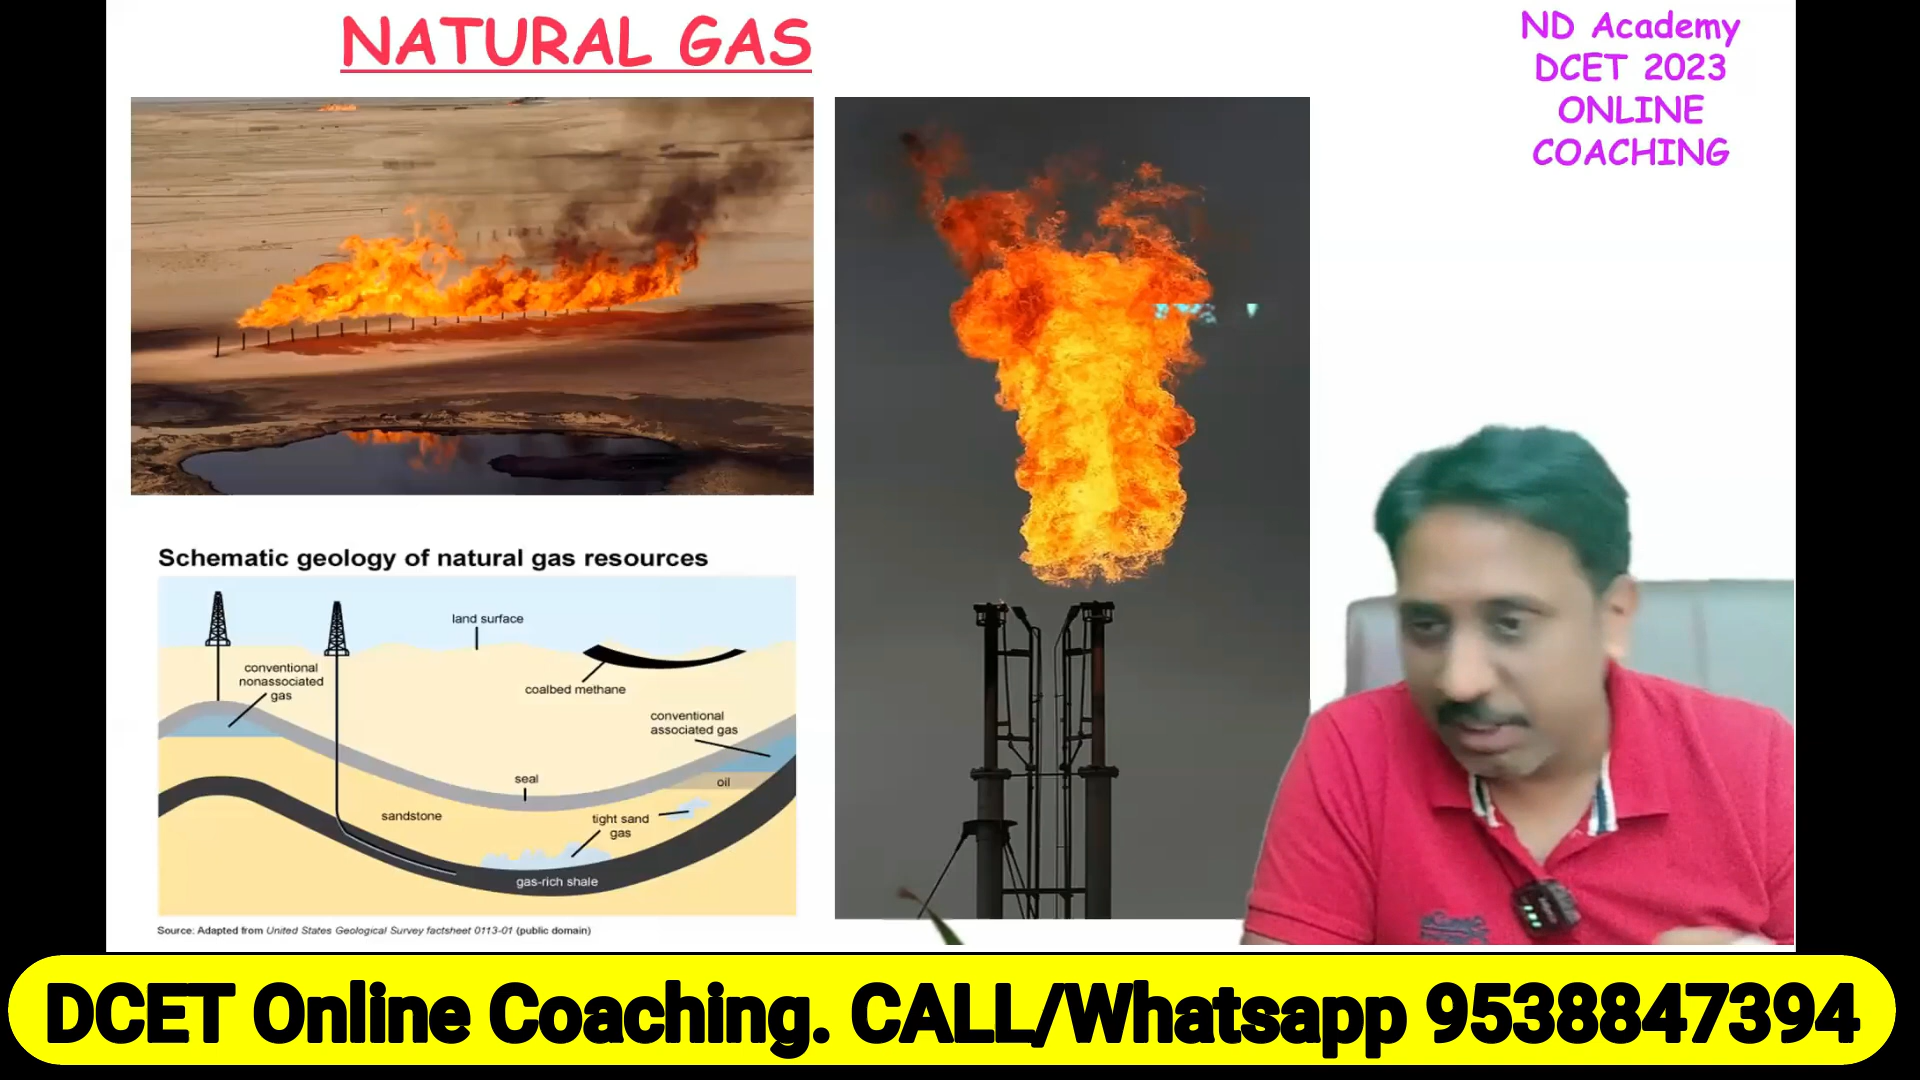 NATURAL GAS
ND Academy
DCET 2023
ONLINE
COACHING
Schematic geology of natural gas resources
land surface
conventional
nonassociated
gas
coalbed methane
conventional
associated gas
seal
oil
sandstone
tight sand
gas
gas-rich shale
Source: Adapted from United States Geological Survey factsheet 0113-01 (public domain)
DCET Online Coaching. CALL/Whatsapp 9538847394